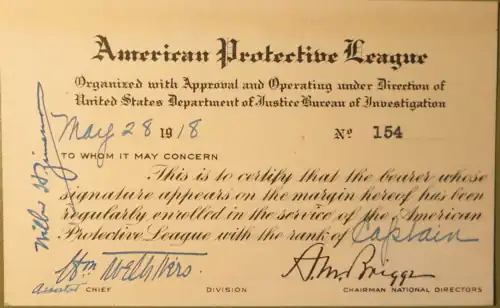 American Protective League
Organized with Approval and Operating under Direction of
United States Department of Justice Bureau of Investigation
May 28 1918 No 154
TO WHOM IT MAY CONCERN
This is to certify that the bearer whose
signature appears on the margin hereof has been
regularly enrolled in the service of the American
Protective League with the rank of Captain
A. M. Briggs
CHIEF DIVISION CHAIRMAN NATIONAL DIRECTORS